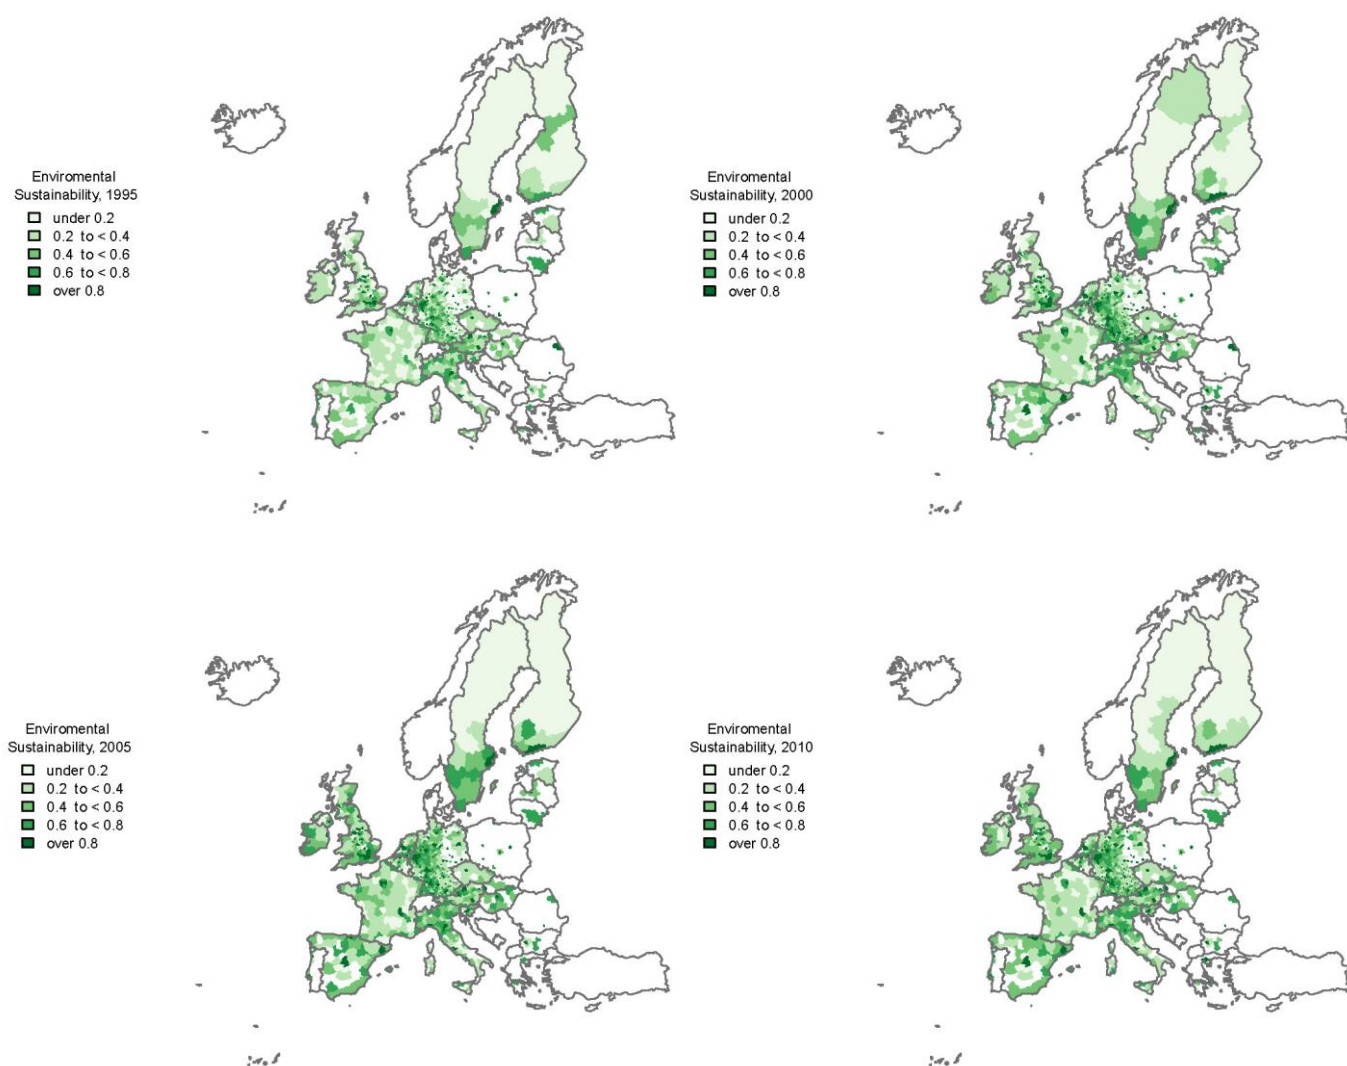 Enviromental
Sustainability, 1995
under 0.2
0.2 to < 0.4
0.4 to < 0.6
0.6 to < 0.8
over 0.8
Enviromental
Sustainability, 2000
under 0.2
0.2 to < 0.4
0.4 to < 0.6
0.6 to < 0.8
over 0.8
Enviromental
Sustainability, 2005
under 0.2
0.2 to < 0.4
0.4 to < 0.6
0.6 to < 0.8
over 0.8
Enviromental
Sustainability, 2010
under 0.2
0.2 to < 0.4
0.4 to < 0.6
0.6 to < 0.8
over 0.8